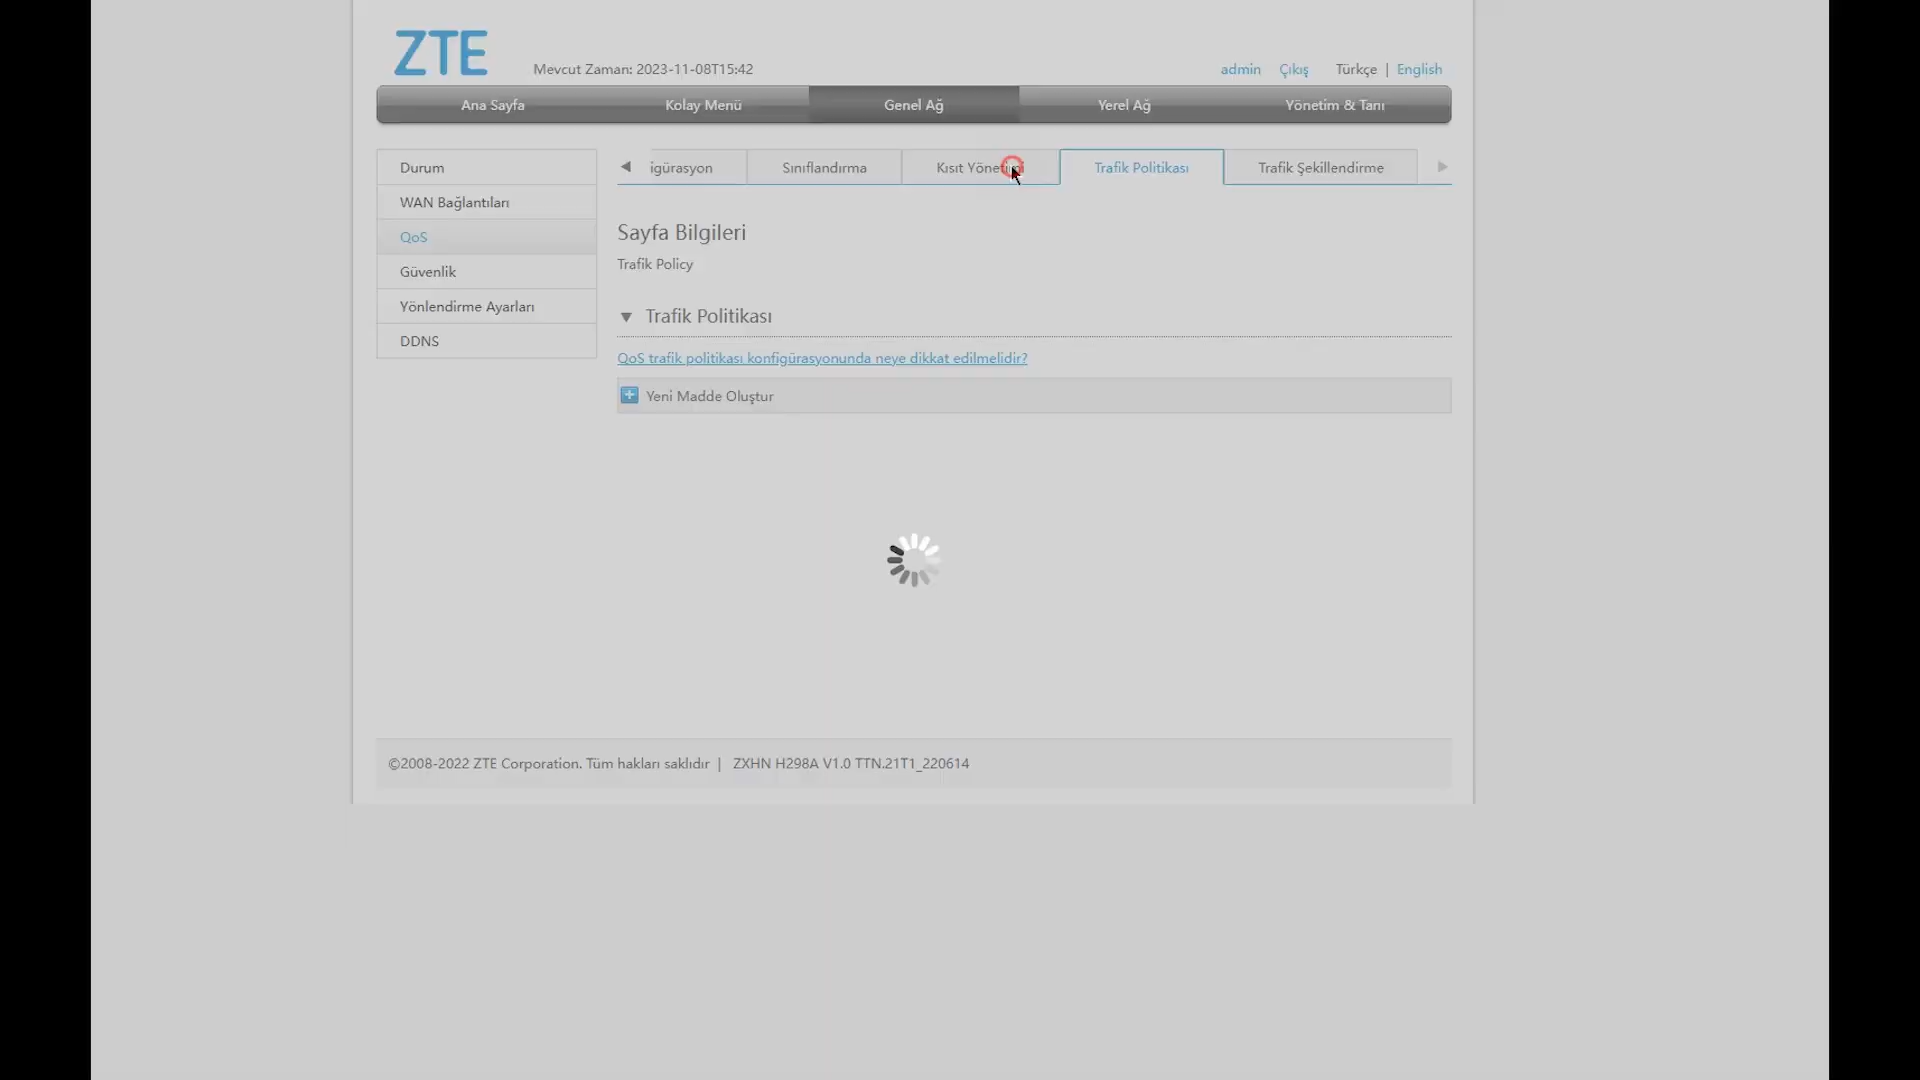 ZTE
Mevcut Zaman: 2023-11-08T15:42
admin Çıkış Türkçe | English
Ana Sayfa Kolay Menü Genel Ağ Yerel Ağ Yönetim & Tanı
Durum
WAN Bağlantıları
QoS
Güvenlik
Yönlendirme Ayarları
DDNS
igürasyon Sınıflandırma Kısıt Yönetimi Trafik Politikası Trafik Şekillendirme
Sayfa Bilgileri
Trafik Policy
Trafik Politikası
QoS trafik politikası konfigürasyonunda neye dikkat edilmelidir?
Yeni Madde Oluştur
©2008-2022 ZTE Corporation. Tüm hakları saklıdır | ZXHN H298A V1.0 TTN.21T1_220614